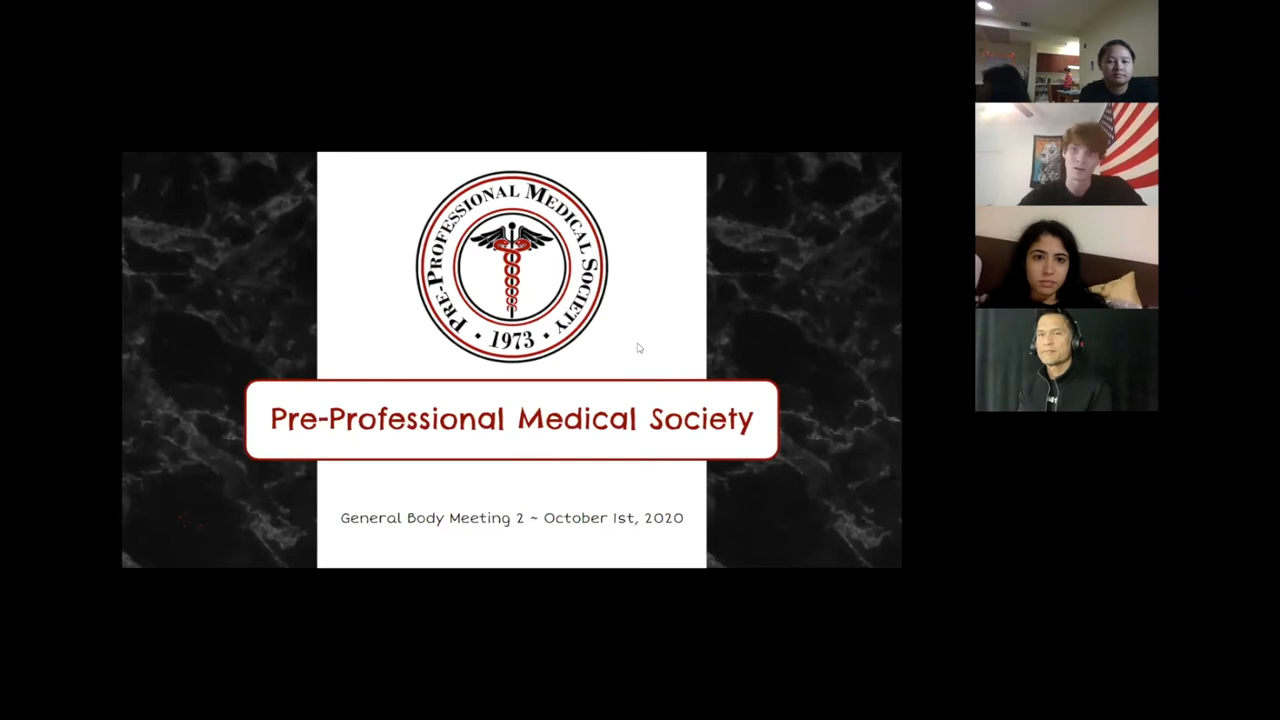 PRE-PROFESSIONAL MEDICAL SOCIETY
• 1973 •
Pre-Professional Medical Society
General Body Meeting 2 ~ October 1st, 2020